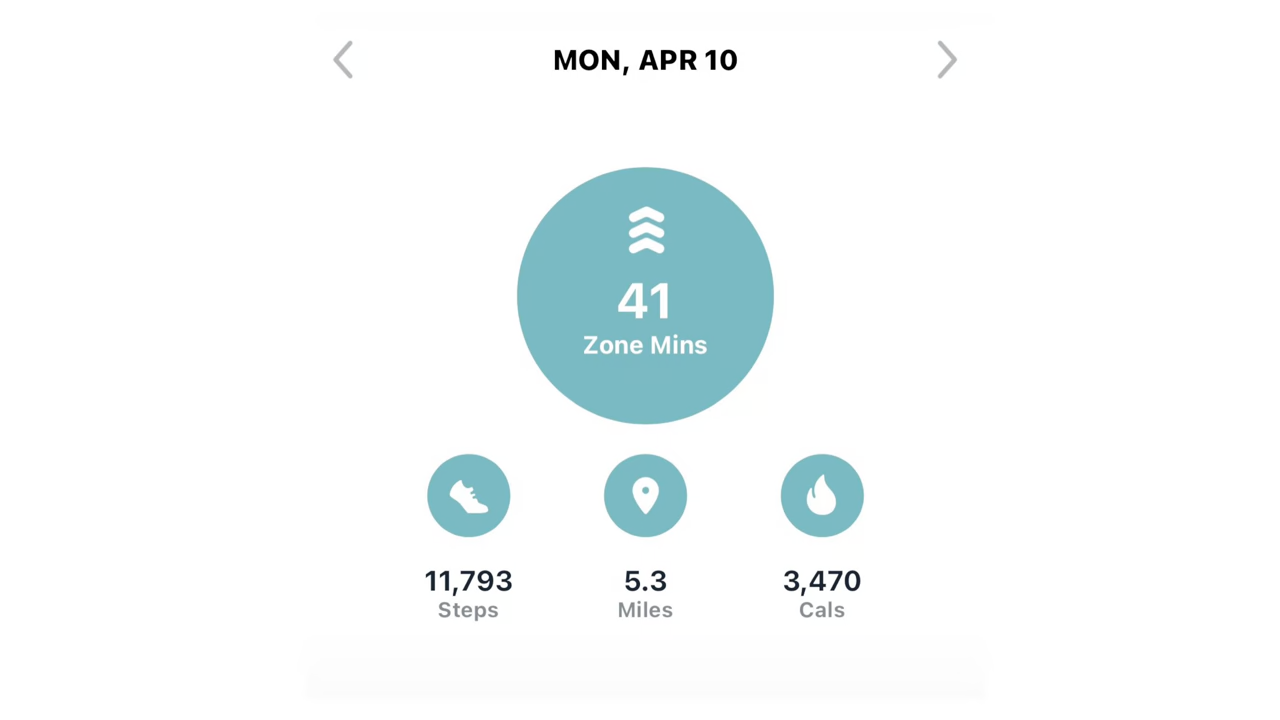 MON, APR 10
41
Zone Mins
11,793 5.3 3,470
Steps Miles Cals